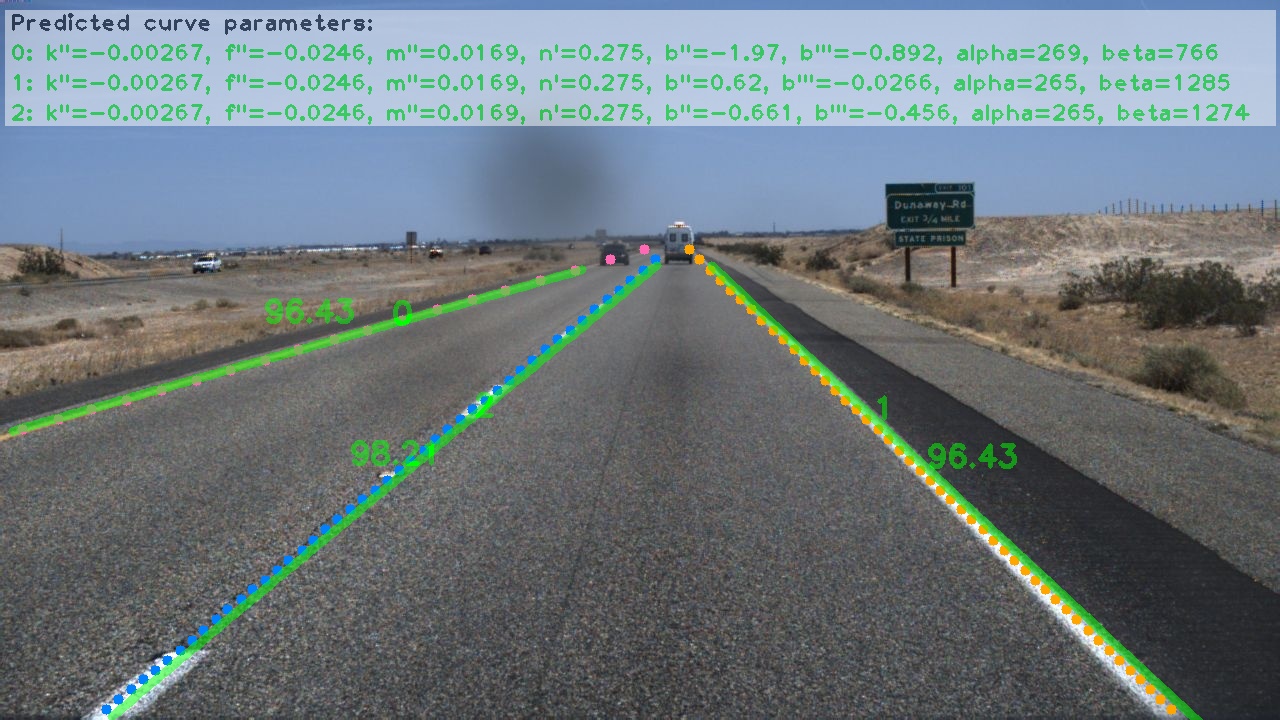 Predicted curve parameters:
0: k''=-0.00267, f''=-0.0246, m''=0.0169, n'=0.275, b''=-1.97, b'''=-0.892, alpha=269, beta=766
1: k''=-0.00267, f''=-0.0246, m''=0.0169, n'=0.275, b''=0.62, b'''=-0.0266, alpha=265, beta=1285
2: k''=-0.00267, f''=-0.0246, m''=0.0169, n'=0.275, b''=-0.661, b'''=-0.456, alpha=265, beta=1274
EXIT 101
Dunaway Rd
EXIT 3/4 MILE
STATE PRISON
96.43 0
2 1
98.21 96.43